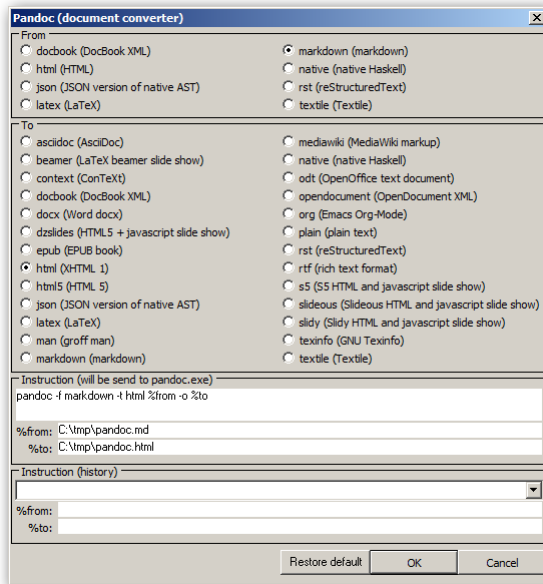 Pandoc (document converter)
From
docbook (DocBook XML)
html (HTML)
json (JSON version of native AST)
latex (LaTeX)
markdown (markdown)
native (native Haskell)
rst (reStructuredText)
textile (Textile)
To
asciidoc (AsciiDoc)
beamer (LaTeX beamer slide show)
context (ConTeXt)
docbook (DocBook XML)
docx (Word docx)
dzslides (HTML5 + javascript slide show)
epub (EPUB book)
html (XHTML 1)
html5 (HTML 5)
json (JSON version of native AST)
latex (LaTeX)
man (groff man)
markdown (markdown)
mediawiki (MediaWiki markup)
native (native Haskell)
odt (OpenOffice text document)
opendocument (OpenDocument XML)
org (Emacs Org-Mode)
plain (plain text)
rst (reStructuredText)
rtf (rich text format)
s5 (S5 HTML and javascript slide show)
slideous (Slideous HTML and javascript slide show)
slidy (Slidy HTML and javascript slide show)
texinfo (GNU Texinfo)
textile (Textile)
Instruction (will be send to pandoc.exe)
pandoc -f markdown -t html %from -o %to
%from: C:\tmp\pandoc.md
%to: C:\tmp\pandoc.html
Instruction (history)
%from:
%to:
Restore default OK Cancel